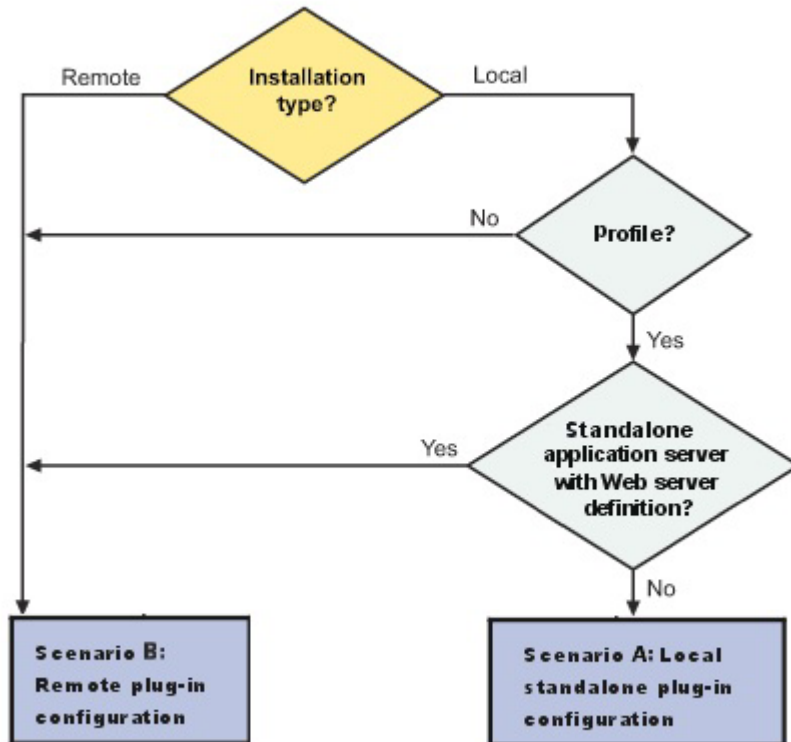 Installation
type?
Remote
Local
No
Profile?
Yes
Standalone
application server
with Web server
definition?
Yes
No
Scenario B:
Remote plug-in
configuration
Scenario A: Local
standalone plug-in
configuration